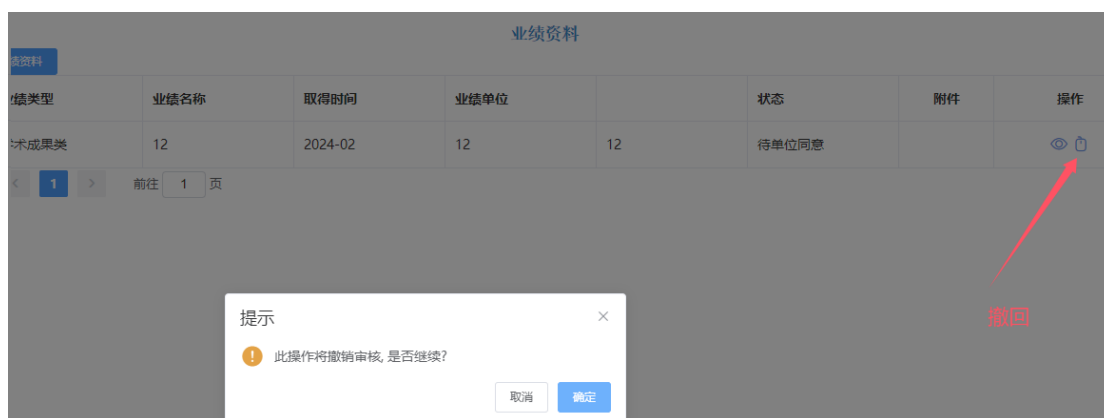 业绩资料
绩资料
业绩类型 业绩名称 取得时间 业绩单位 状态 附件 操作
学术成果类 12 2024-02 12 12 待单位同意
< 1 > 前往 1 页
撤回
提示 ×
此操作将撤销审核, 是否继续?
取消 确定